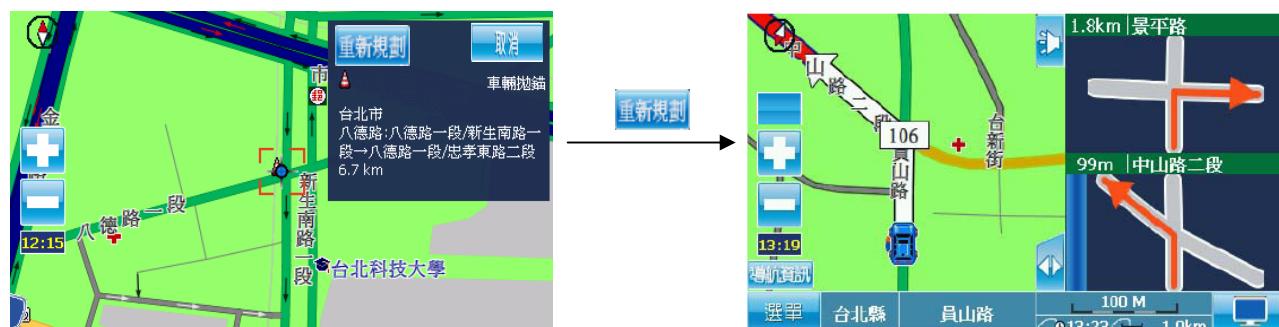 重新規劃
取消
車輛拋錨
台北市
八德路:八德路一段/新生南路一
段→八德路一段/忠孝東路二段
6.7 km
市
金
12:15
八德路一段
新生南路一段
台北科技大學
重新規劃
中山路二段
106
員山路
台新街
13:19
導航資訊
選單
台北縣
員山路
1.8km
景平路
99m
中山路二段
100 M
13:23
1.9km